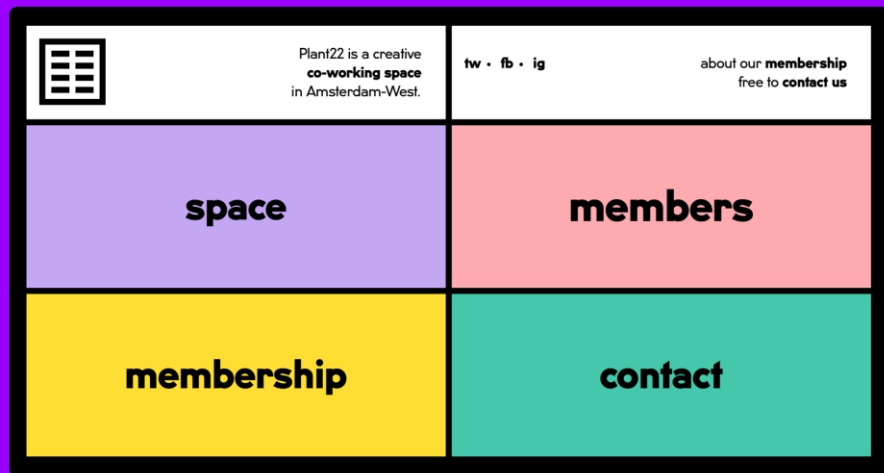 Plant22 is a creative
co-working space
in Amsterdam-West.
tw • fb • ig
about our membership
free to contact us
space
members
membership
contact